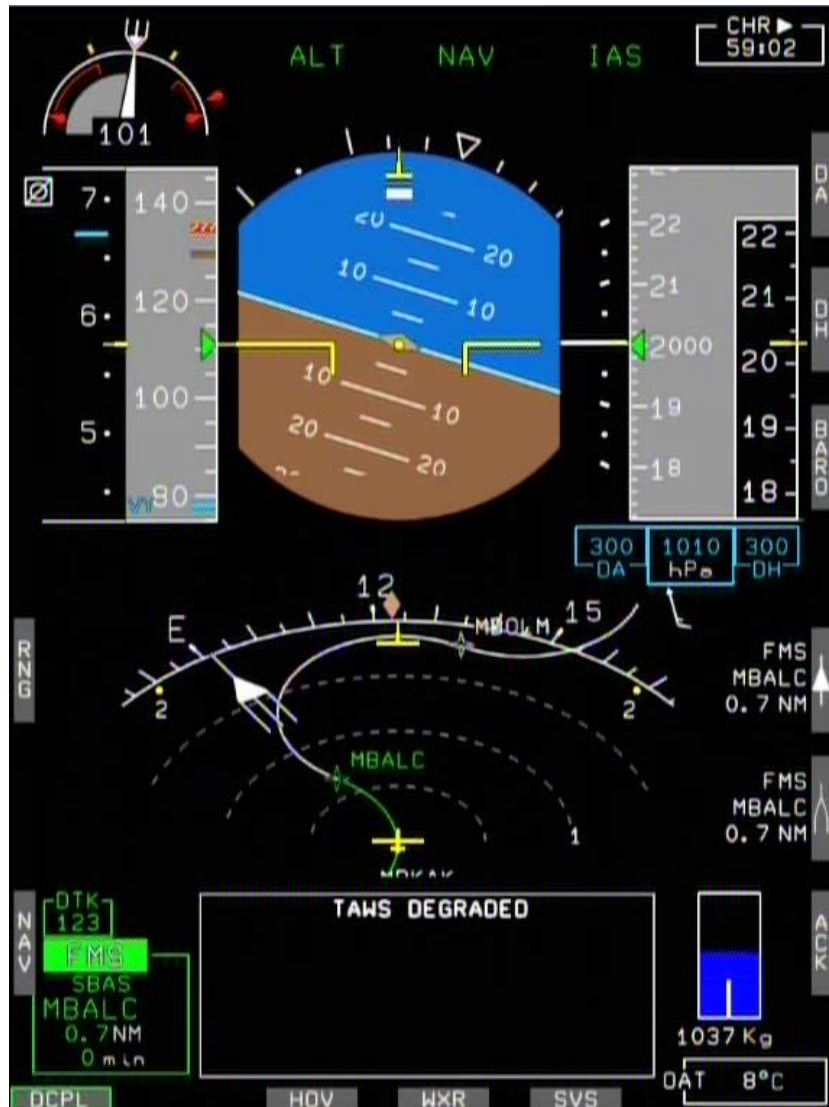 CHR▶
59:02
ALT NAV IAS
101
7 140
120
6
100
5
80
VY
20 20
10 10
10 10
20 20
22
21
2000
19
18
22
21
20
19
18
DA
DH
BARO
300 1010 300
DA hPa DH
12
E 15
2 2
MBALC
1
RNG
FMS
MBALC
0.7 NM
FMS
MBALC
0.7 NM
NAV
DTK
123
FMS
SBAS
MBALC
0.7NM
0 min
TAWS DEGRADED
ACK
1037 Kg
OAT 8°C
DCPL HOV WXR SVS